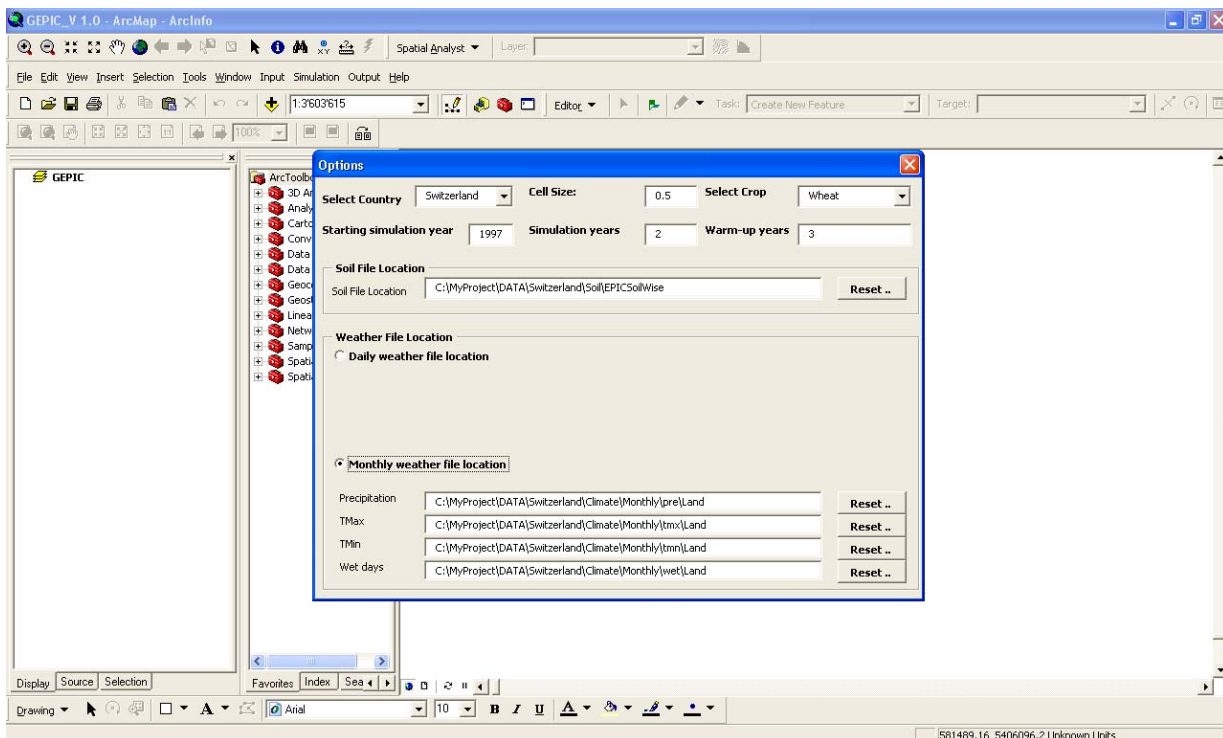 GEPIC_V 1.0 - ArcMap - ArcInfo
Spatial Analyst Layer:
File Edit View Insert Selection Tools Window Input Simulation Output Help
1:3'603'615 Editor Task: Create New Feature Target:
100%
GEPIC
ArcToolb
3D Ar
Analy
Carto
Conv
Data
Data
Geoc
Geos
Linea
Netw
Samp
Spati
Spati
Options
Select Country Switzerland Cell Size: 0.5 Select Crop Wheat
Starting simulation year 1997 Simulation years 2 Warm-up years 3
Soil File Location
Soil File Location C:\MyProject\DATA\Switzerland\Soil\EPICSoilWise Reset ..
Weather File Location
Daily weather file location
Monthly weather file location
Precipitation C:\MyProject\DATA\Switzerland\Climate\Monthly\pre\Land Reset ..
TMax C:\MyProject\DATA\Switzerland\Climate\Monthly\tmx\Land Reset ..
TMin C:\MyProject\DATA\Switzerland\Climate\Monthly\tmn\Land Reset ..
Wet days C:\MyProject\DATA\Switzerland\Climate\Monthly\wet\Land Reset ..
Display Source Selection Favorites Index Sea
Drawing A Arial 10 B I U A
581489.16 5406096.2 Unknown Units